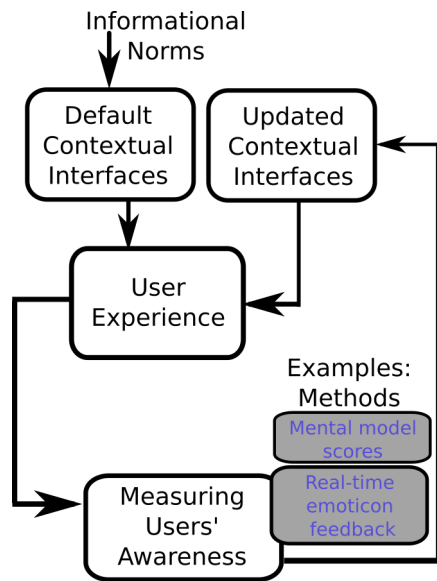 Informational
Norms
Default
Contextual
Interfaces
Updated
Contextual
Interfaces
User
Experience
Examples:
Methods
Mental model
scores
Real-time
emoticon
feedback
Measuring
Users'
Awareness